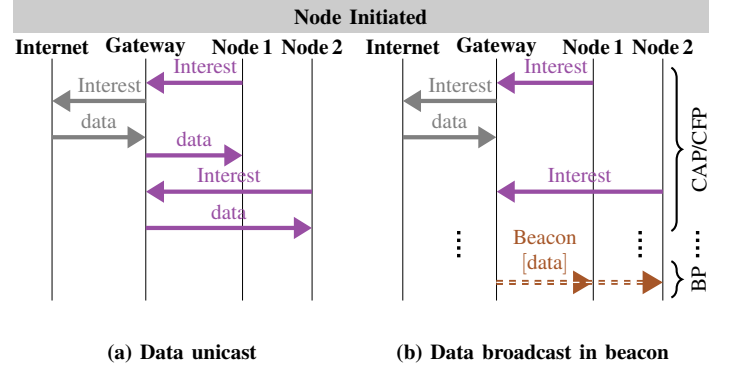 Node Initiated
Internet Gateway Node 1 Node 2
Interest
Interest
data
data
Interest
data
(a) Data unicast
Internet Gateway Node 1 Node 2
Interest
Interest
data
Interest
Beacon
[data]
CAP/CFP
BP
(b) Data broadcast in beacon